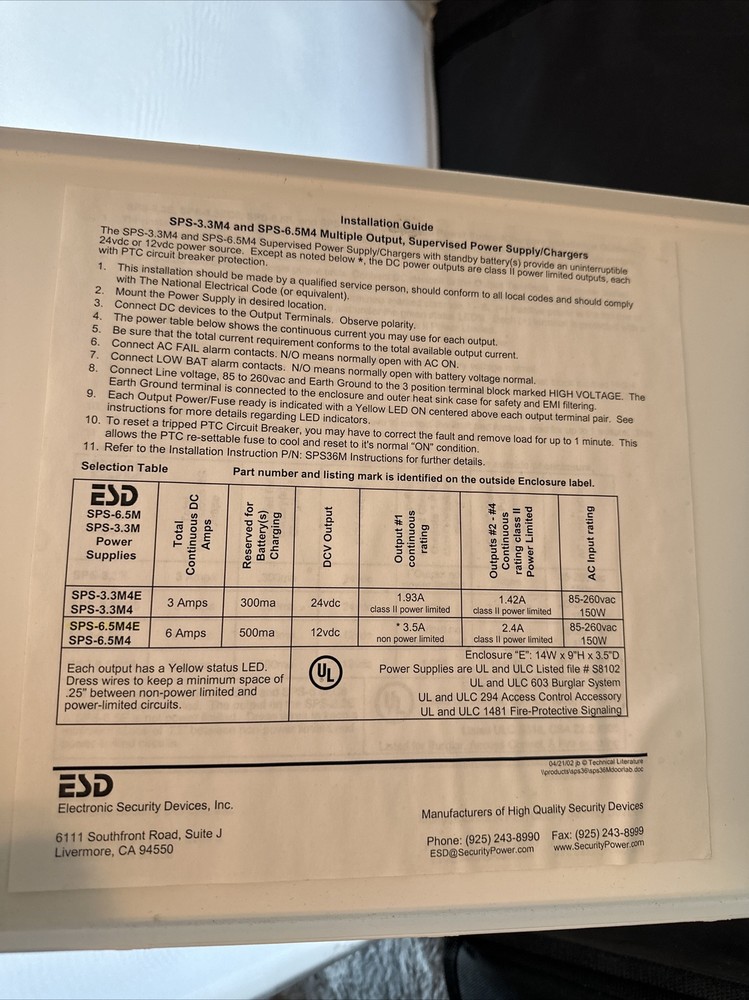 Installation Guide
SPS-3.3M4 and SPS-6.5M4 Multiple Output, Supervised Power Supply/Chargers
The SPS-3.3M4 and SPS-6.5M4 Supervised Power Supply/Chargers with standby battery(s) provide an uninterruptible
24vdc or 12vdc power source. Except as noted below *, the DC power outputs are class II power limited outputs, each
with PTC circuit breaker protection.
1. This installation should be made by a qualified service person, should conform to all local codes and should comply
with The National Electrical Code (or equivalent).
2. Mount the Power Supply in desired location.
3. Connect DC devices to the Output Terminals. Observe polarity.
4. The power table below shows the continuous current you may use for each output.
5. Be sure that the total current requirement conforms to the total available output current.
6. Connect AC FAIL alarm contacts. N/O means normally open with AC ON.
7. Connect LOW BAT alarm contacts. N/O means normally open with battery voltage normal.
8. Connect Line voltage, 85 to 260vac and Earth Ground to the 3 position terminal block marked HIGH VOLTAGE. The
Earth Ground terminal is connected to the enclosure and outer heat sink case for safety and EMI filtering.
9. Each Output Power/Fuse ready is indicated with a Yellow LED ON centered above each output terminal pair. See
instructions for more details regarding LED indicators.
10. To reset a tripped PTC Circuit Breaker, you may have to correct the fault and remove load for up to 1 minute. This
allows the PTC re-settable fuse to cool and reset to it's normal "ON" condition.
11. Refer to the Installation Instruction P/N: SPS36M Instructions for further details.
Selection Table
Part number and listing mark is identified on the outside Enclosure label.
ESD
SPS-6.5M
SPS-3.3M
Power
Supplies
Total
Continuous DC
Amps
Reserved for
Battery(s)
Charging
DCV Output
Output #1
continuous
rating
Outputs #2 - #4
Continuous
rating class II
Power Limited
AC Input rating
SPS-3.3M4E
SPS-3.3M4
3 Amps
300ma
24vdc
1.93A
class II power limited
1.42A
class II power limited
85-260vac
150W
SPS-6.5M4E
SPS-6.5M4
6 Amps
500ma
12vdc
* 3.5A
non power limited
2.4A
class II power limited
85-260vac
150W
Each output has a Yellow status LED.
Dress wires to keep a minimum space of
.25" between non-power limited and
power-limited circuits.
UL
Enclosure "E": 14W x 9"H x 3.5"D
Power Supplies are UL and ULC Listed file # S8102
UL and ULC 603 Burglar System
UL and ULC 294 Access Control Accessory
UL and ULC 1481 Fire-Protective Signaling
04/21/02 jb © Technical Literature
\\products\sps36\sps36Mdoorlab.doc
ESD
Electronic Security Devices, Inc.
Manufacturers of High Quality Security Devices
6111 Southfront Road, Suite J
Livermore, CA 94550
Phone: (925) 243-8990 Fax: (925) 243-8999
ESD@SecurityPower.com www.SecurityPower.com